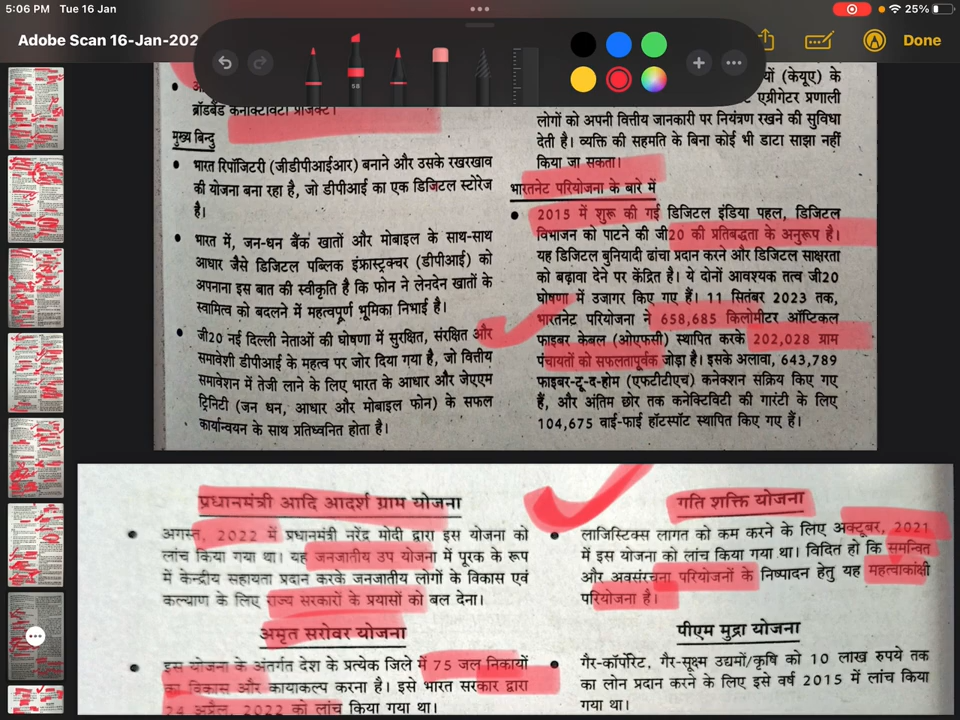 5:06 PM Tue 16 Jan
25%
Adobe Scan 16-Jan-202
58
Done
ब्रॉडबैंड कनेक्टिविटी प्रोजेक्ट।
मुख्य बिन्दु
भारत रिपॉजिटरी (जीडीपीआईआर) बनाने और उसके रखरखाव
की योजना बना रहा है, जो डीपीआई का एक डिजिटल स्टोरेज
है।
भारत में, जन-धन बैंक खातों और मोबाइल के साथ-साथ
आधार जैसे डिजिटल पब्लिक इंफ्रास्ट्रक्चर (डीपीआई) को
अपनाना इस बात की स्वीकृति है कि फोन ने लेनदेन खातों के
स्वामित्व को बदलने में महत्वपूर्ण भूमिका निभाई है।
जी20 नई दिल्ली नेताओं की घोषणा में सुरक्षित, संरक्षित और
समावेशी डीपीआई के महत्व पर जोर दिया गया है, जो वित्तीय
समावेशन में तेजी लाने के लिए भारत के आधार और जेएएम
ट्रिनिटी (जन धन, आधार और मोबाइल फोन) के सफल
कार्यान्वयन के साथ प्रतिध्वनित होता है।
यों (केयूए) के
एग्रीगेटर प्रणाली
लोगों को अपनी वित्तीय जानकारी पर नियंत्रण रखने की सुविधा
देती है। व्यक्ति की सहमति के बिना कोई भी डाटा साझा नहीं
किया जा सकता।
भारतनेट परियोजना के बारे में
2015 में शुरू की गई डिजिटल इंडिया पहल, डिजिटल
विभाजन को पाटने की जी20 की प्रतिबद्धता के अनुरूप है।
यह डिजिटल बुनियादी ढांचा प्रदान करने और डिजिटल साक्षरता
को बढ़ावा देने पर केंद्रित है। ये दोनों आवश्यक तत्व जी20
घोषणा में उजागर किए गए हैं। 11 सितंबर 2023 तक,
भारतनेट परियोजना ने 658,685 किलोमीटर ऑप्टिकल
फाइबर केबल (ओएफसी) स्थापित करके 202,028 ग्राम
पंचायतों को सफलतापूर्वक जोड़ा है। इसके अलावा, 643,789
फाइबर-टू-द-होम (एफटीटीएच) कनेक्शन सक्रिय किए गए
हैं, और अंतिम छोर तक कनेक्टिविटी की गारंटी के लिए
104,675 वाई-फाई हॉटस्पॉट स्थापित किए गए हैं।
प्रधानमंत्री आदि आदर्श ग्राम योजना
अगस्त, 2022 में प्रधानमंत्री नरेंद्र मोदी द्वारा इस योजना को
लांच किया गया था। यह जनजातीय उप योजना में पूरक के रूप
में केन्द्रीय सहायता प्रदान करके जनजातीय लोगों के विकास एवं
कल्याण के लिए राज्य सरकारों के प्रयासों को बल देना।
अमृत सरोवर योजना
इस योजना के अंतर्गत देश के प्रत्येक जिले में 75 जल निकायों
का विकास और कायाकल्प करना है। इसे भारत सरकार द्वारा
24 अप्रैल, 2022 को लांच किया गया था।
गति शक्ति योजना
लाजिस्टिक्स लागत को कम करने के लिए अक्टूबर, 2021
में इस योजना को लांच किया गया था। विदित हो कि समन्वित
और अवसंरचना परियोजनों के निष्पादन हेतु यह महत्वाकांक्षी
परियोजना है।
पीएम मुद्रा योजना
गैर-कॉर्पोरेट, गैर-सूक्ष्म उद्यमों/कृषि को 10 लाख रुपये तक
का लोन प्रदान करने के लिए इसे वर्ष 2015 में लांच किया
गया था।